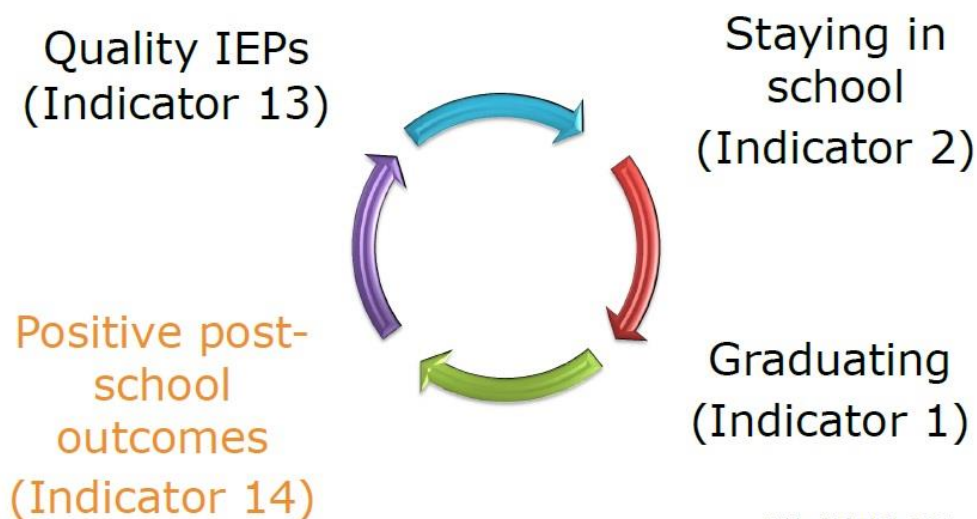 Quality IEPs
(Indicator 13)
Staying in
school
(Indicator 2)
Graduating
(Indicator 1)
Positive post-
school
outcomes
(Indicator 14)